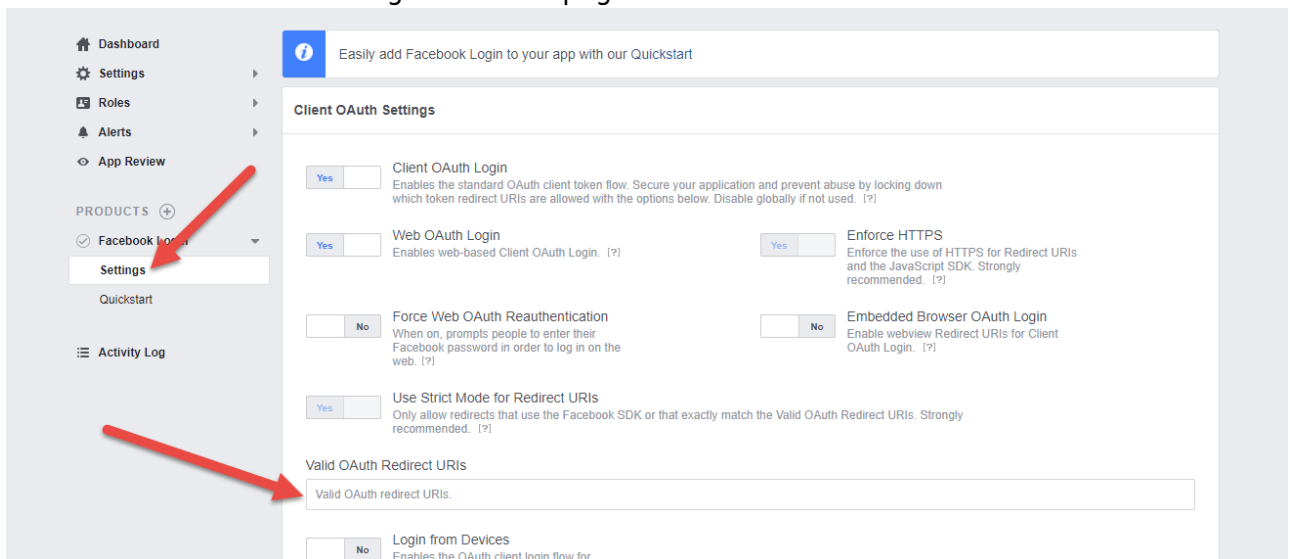 Dashboard
Settings
Roles
Alerts
App Review
PRODUCTS
Facebook
Settings
Quickstart
Activity Log
Easily add Facebook Login to your app with our Quickstart
Client OAuth Settings
Yes
Client OAuth Login
Enables the standard OAuth client token flow. Secure your application and prevent abuse by locking down
which token redirect URIs are allowed with the options below. Disable globally if not used. [?]
Yes
Web OAuth Login
Enables web-based Client OAuth Login. [?]
Yes
Enforce HTTPS
Enforce the use of HTTPS for Redirect URIs
and the JavaScript SDK. Strongly
recommended. [?]
No
Force Web OAuth Reauthentication
When on, prompts people to enter their
Facebook password in order to log in on the
web. [?]
No
Embedded Browser OAuth Login
Enable webview Redirect URIs for Client
OAuth Login. [?]
Yes
Use Strict Mode for Redirect URIs
Only allow redirects that use the Facebook SDK or that exactly match the Valid OAuth Redirect URIs. Strongly
recommended. [?]
Valid OAuth Redirect URIs
Valid OAuth redirect URIs.
No
Login from Devices
Enables the OAuth client login flow for